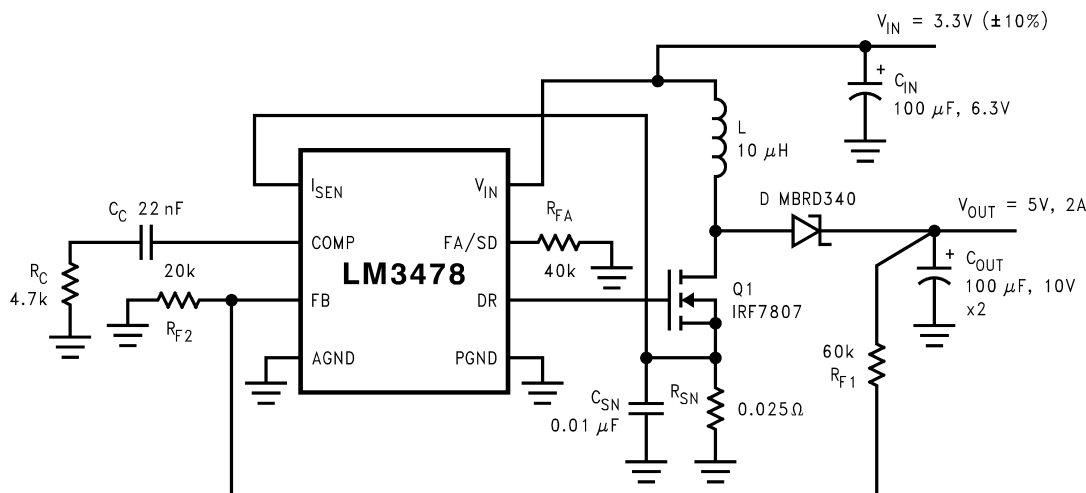 V_IN = 3.3V (±10%)
+
C_IN
100 μF, 6.3V
L
10 μH
I_SEN
V_IN
D MBRD340
V_OUT = 5V, 2A
C_C 22 nF
R_FA
COMP
FA/SD
+
C_OUT
R_C
4.7k
20k
LM3478
40k
100 μF, 10V
x2
FB
DR
Q1
IRF7807
R_F2
AGND
PGND
60k
R_F1
C_SN
0.01 μF
R_SN
0.025Ω